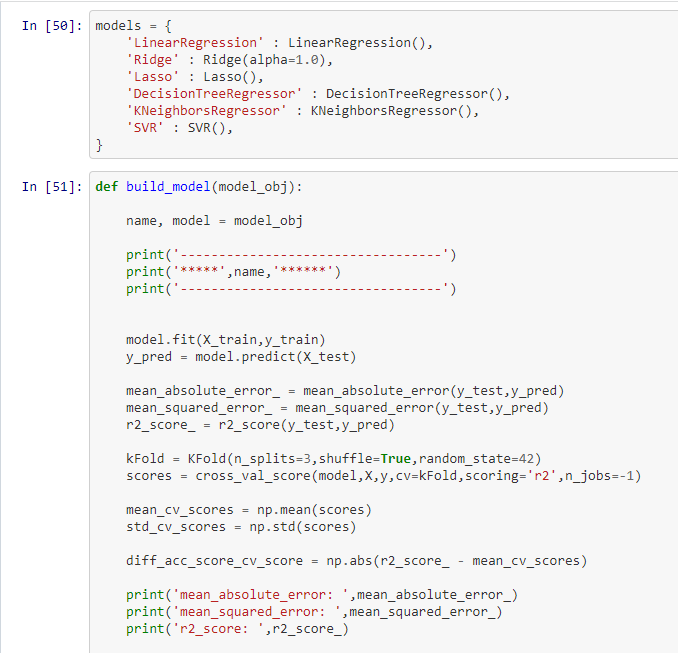 In [50]: models = {
    'LinearRegression' : LinearRegression(),
    'Ridge' : Ridge(alpha=1.0),
    'Lasso' : Lasso(),
    'DecisionTreeRegressor' : DecisionTreeRegressor(),
    'KNeighborsRegressor' : KNeighborsRegressor(),
    'SVR' : SVR(),
}
In [51]: def build_model(model_obj):
    name, model = model_obj
    print('----------------------------------')
    print('*****',name,'******')
    print('----------------------------------')
    model.fit(X_train,y_train)
    y_pred = model.predict(X_test)
    mean_absolute_error_ = mean_absolute_error(y_test,y_pred)
    mean_squared_error_ = mean_squared_error(y_test,y_pred)
    r2_score_ = r2_score(y_test,y_pred)
    kFold = KFold(n_splits=3,shuffle=True,random_state=42)
    scores = cross_val_score(model,X,y,cv=kFold,scoring='r2',n_jobs=-1)
    mean_cv_scores = np.mean(scores)
    std_cv_scores = np.std(scores)
    diff_acc_score_cv_score = np.abs(r2_score_ - mean_cv_scores)
    print('mean_absolute_error: ',mean_absolute_error_)
    print('mean_squared_error: ',mean_squared_error_)
    print('r2_score: ',r2_score_)